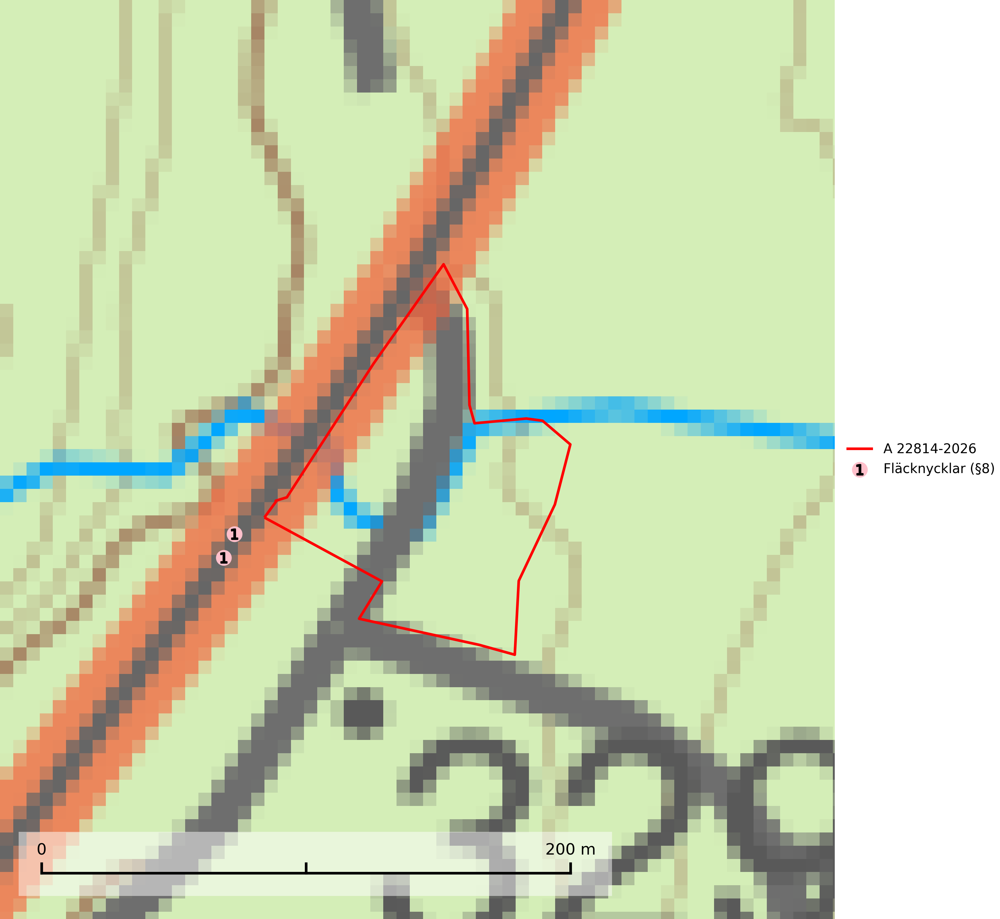 A 22814-2026
1 Fläcknycklar (§8)
1
1
0 200 m